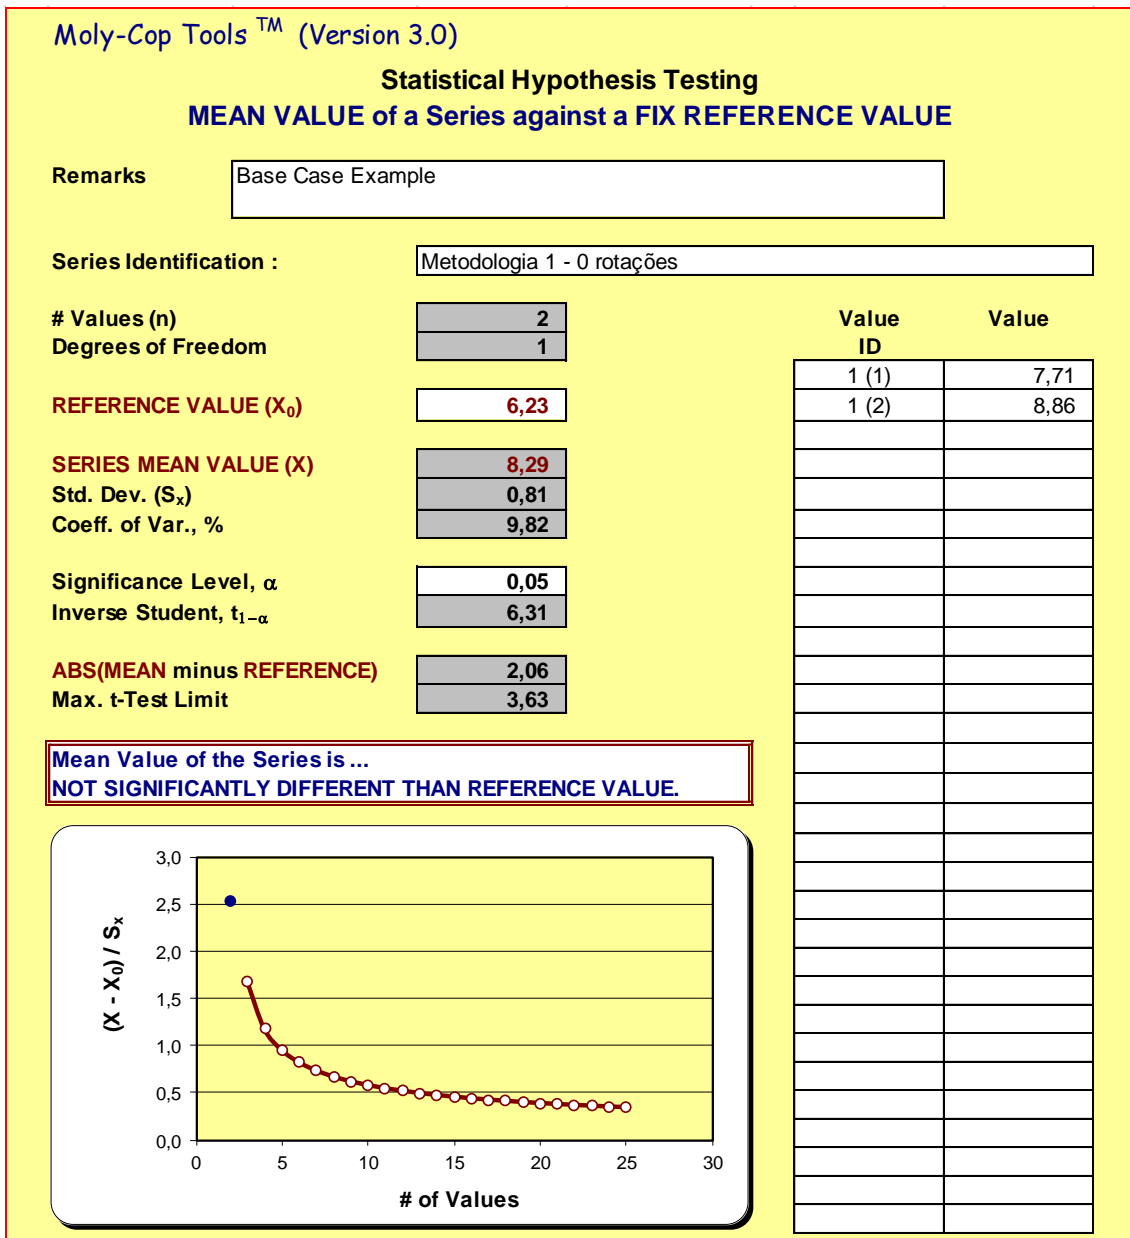 Moly-Cop Tools TM (Version 3.0)
Statistical Hypothesis Testing
MEAN VALUE of a Series against a FIX REFERENCE VALUE
Remarks Base Case Example
Series Identification : Metodologia 1 - 0 rotações
# Values (n) 2
Degrees of Freedom 1
REFERENCE VALUE (X0) 6,23
SERIES MEAN VALUE (X) 8,29
Std. Dev. (Sx) 0,81
Coeff. of Var., % 9,82
Significance Level, α 0,05
Inverse Student, t1−α 6,31
ABS(MEAN minus REFERENCE) 2,06
Max. t-Test Limit 3,63
Value ID Value
1 (1) 7,71
1 (2) 8,86
Mean Value of the Series is ...
NOT SIGNIFICANTLY DIFFERENT THAN REFERENCE VALUE.
(X - X0) / Sx
3,0
2,5
2,0
1,5
1,0
0,5
0,0
0 5 10 15 20 25 30
# of Values